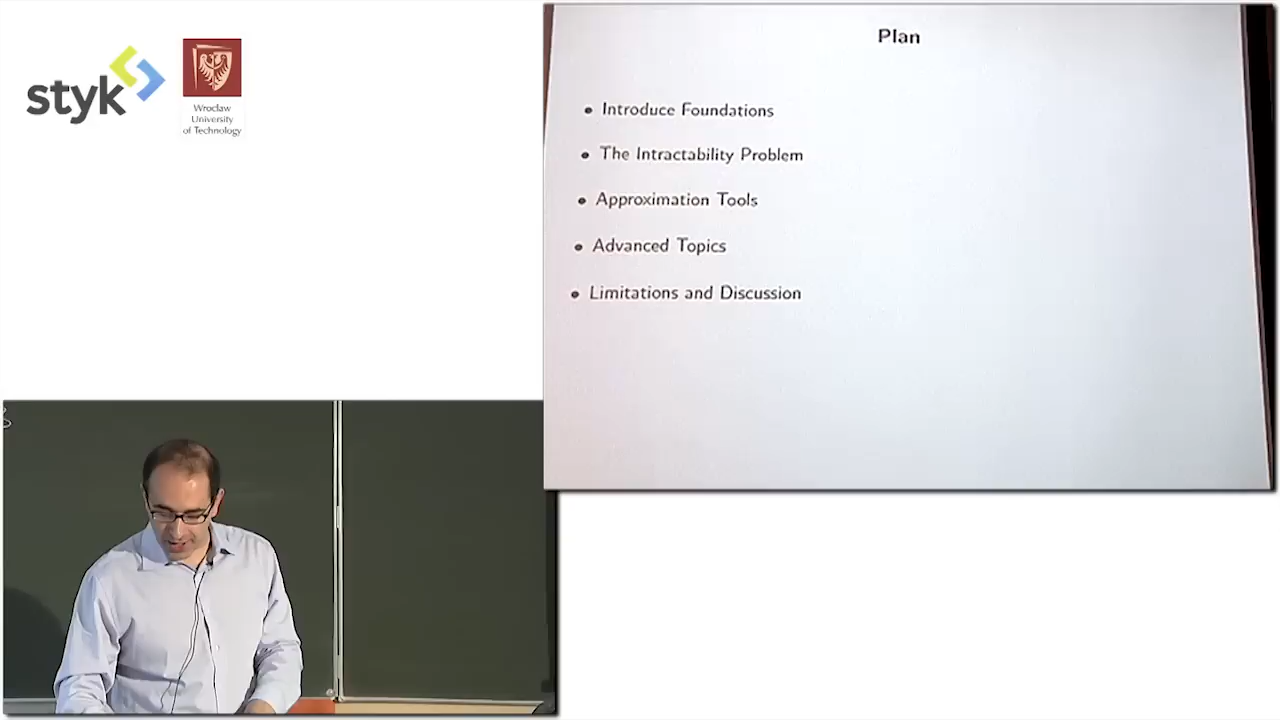 styk
Wroclaw
University
of Technology
Plan
Introduce Foundations
The Intractability Problem
Approximation Tools
Advanced Topics
Limitations and Discussion